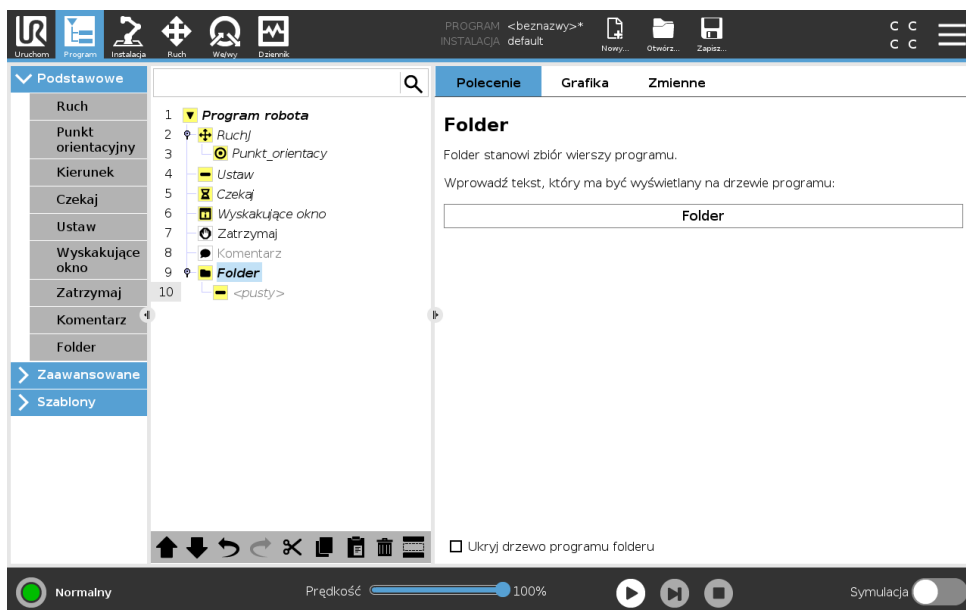 UR
Uruchom
Program
Instalacja
Ruch
We/wy
Dziennik
PROGRAM <beznazwy>*
INSTALACJA default
Nowy...
Otwórz...
Zapisz...
C C
C C
Podstawowe
Ruch
Punkt
orientacyjny
Kierunek
Czekaj
Ustaw
Wyskakujące
okno
Zatrzymaj
Komentarz
Folder
Zaawansowane
Szablony
1 Program robota
2 RuchJ
3 Punkt_orientacy
4 Ustaw
5 Czekaj
6 Wyskakujące okno
7 Zatrzymaj
8 Komentarz
9 Folder
10 <pusty>
Polecenie Grafika Zmienne
Folder
Folder stanowi zbiór wierszy programu.
Wprowadź tekst, który ma być wyświetlany na drzewie programu:
Folder
Ukryj drzewo programu folderu
Normalny
Prędkość 100%
Symulacja